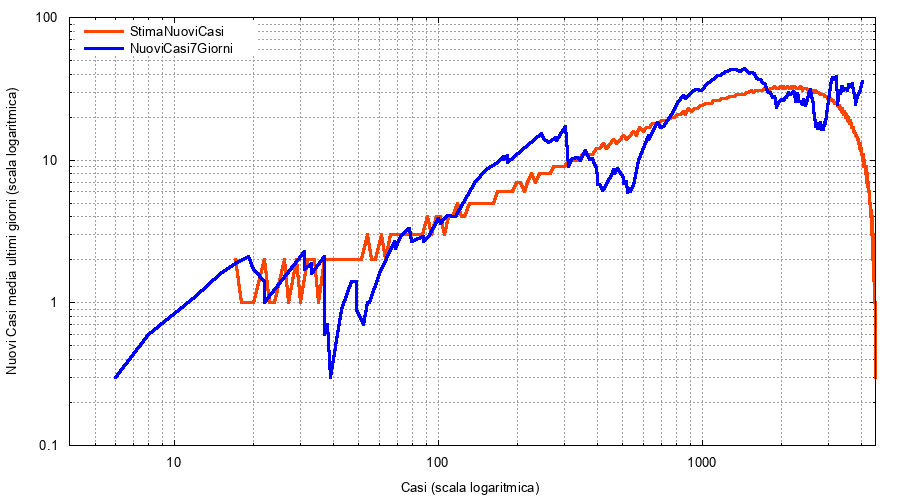 100
StimaNuoviCasi
NuoviCasi7Giorni
10
1
0.1
Nuovi Casi media ultimi giorni (scala logaritmica)
10
100
1000
Casi (scala logaritmica)